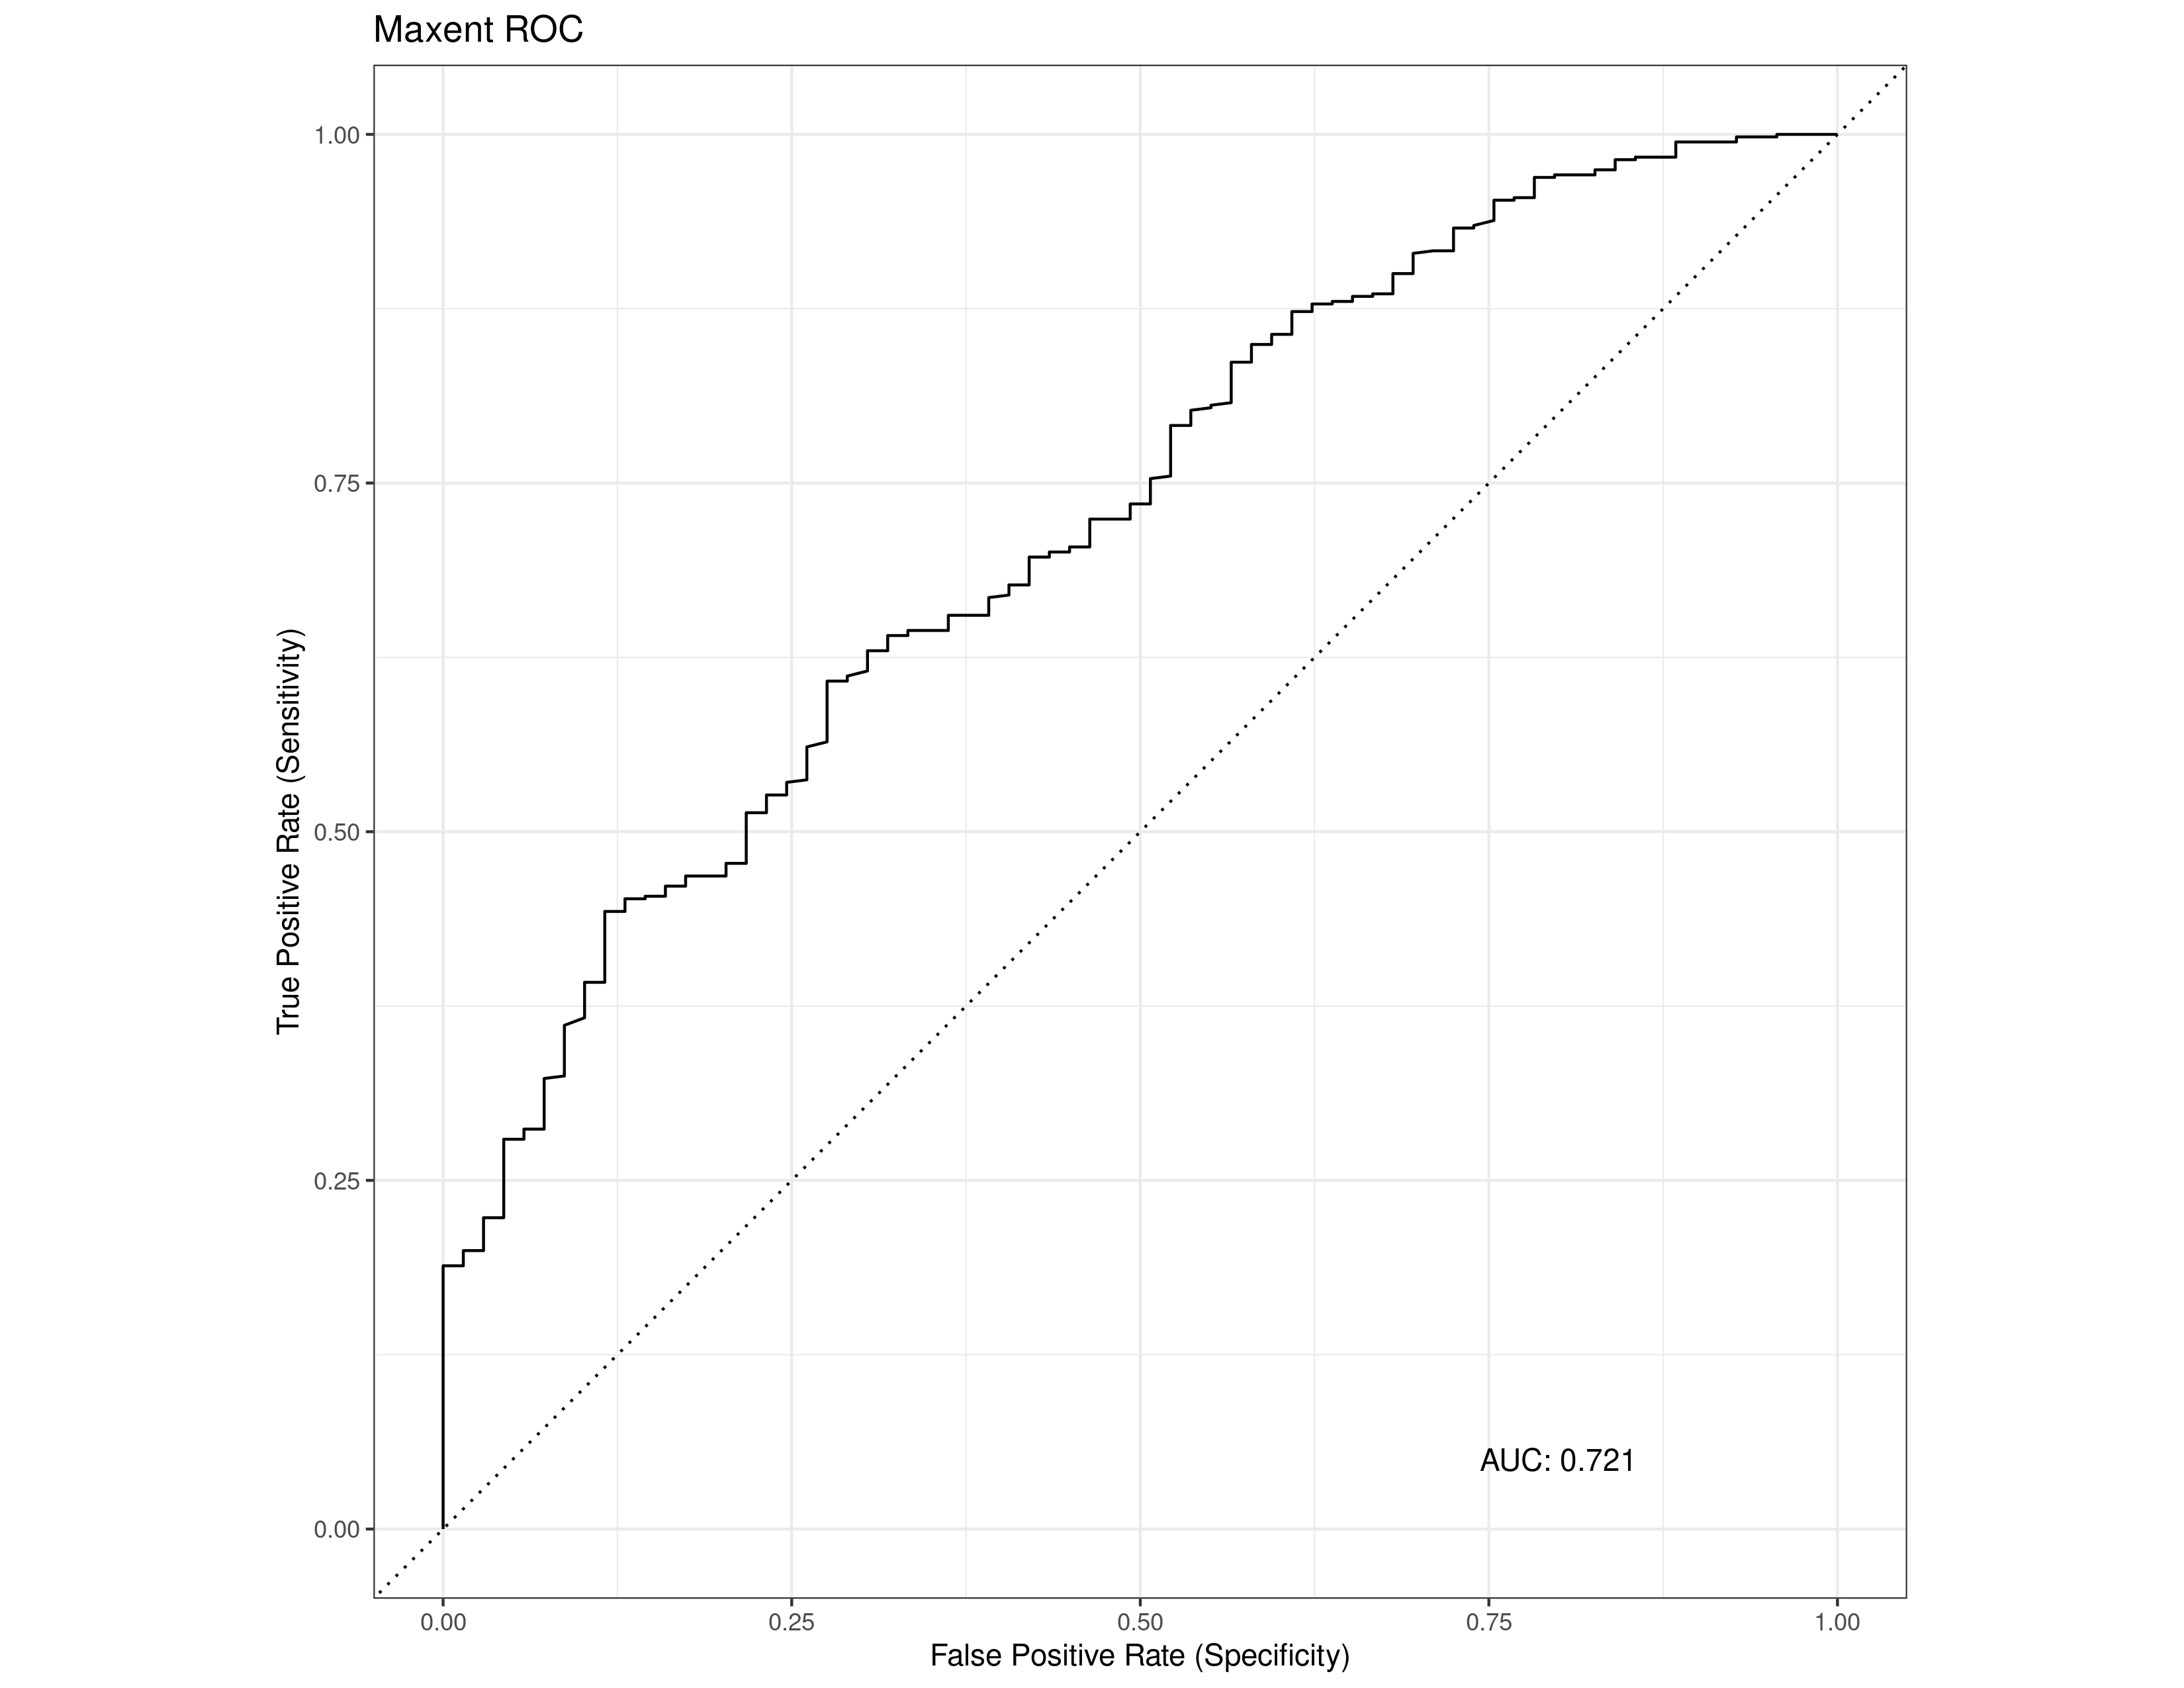 Maxent ROC
True Positive Rate (Sensitivity)
1.00
0.75
0.50
0.25
0.00
AUC: 0.721
0.00 0.25 0.50 0.75 1.00
False Positive Rate (Specificity)